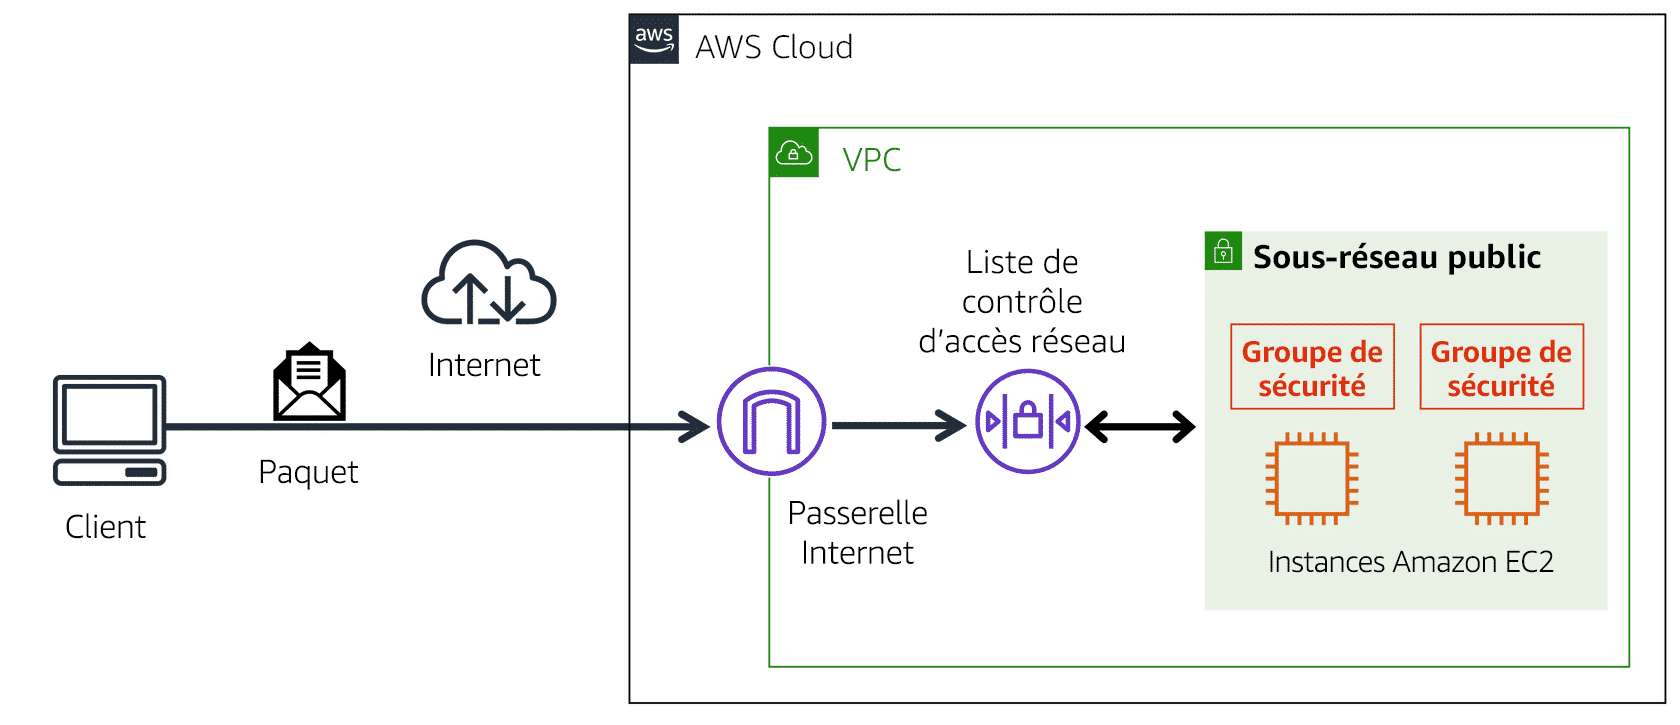 aws
AWS Cloud
VPC
Internet
Liste de
contrôle
d'accès réseau
Sous-réseau public
Groupe de
sécurité
Groupe de
sécurité
Paquet
Client
Passerelle
Internet
Instances Amazon EC2